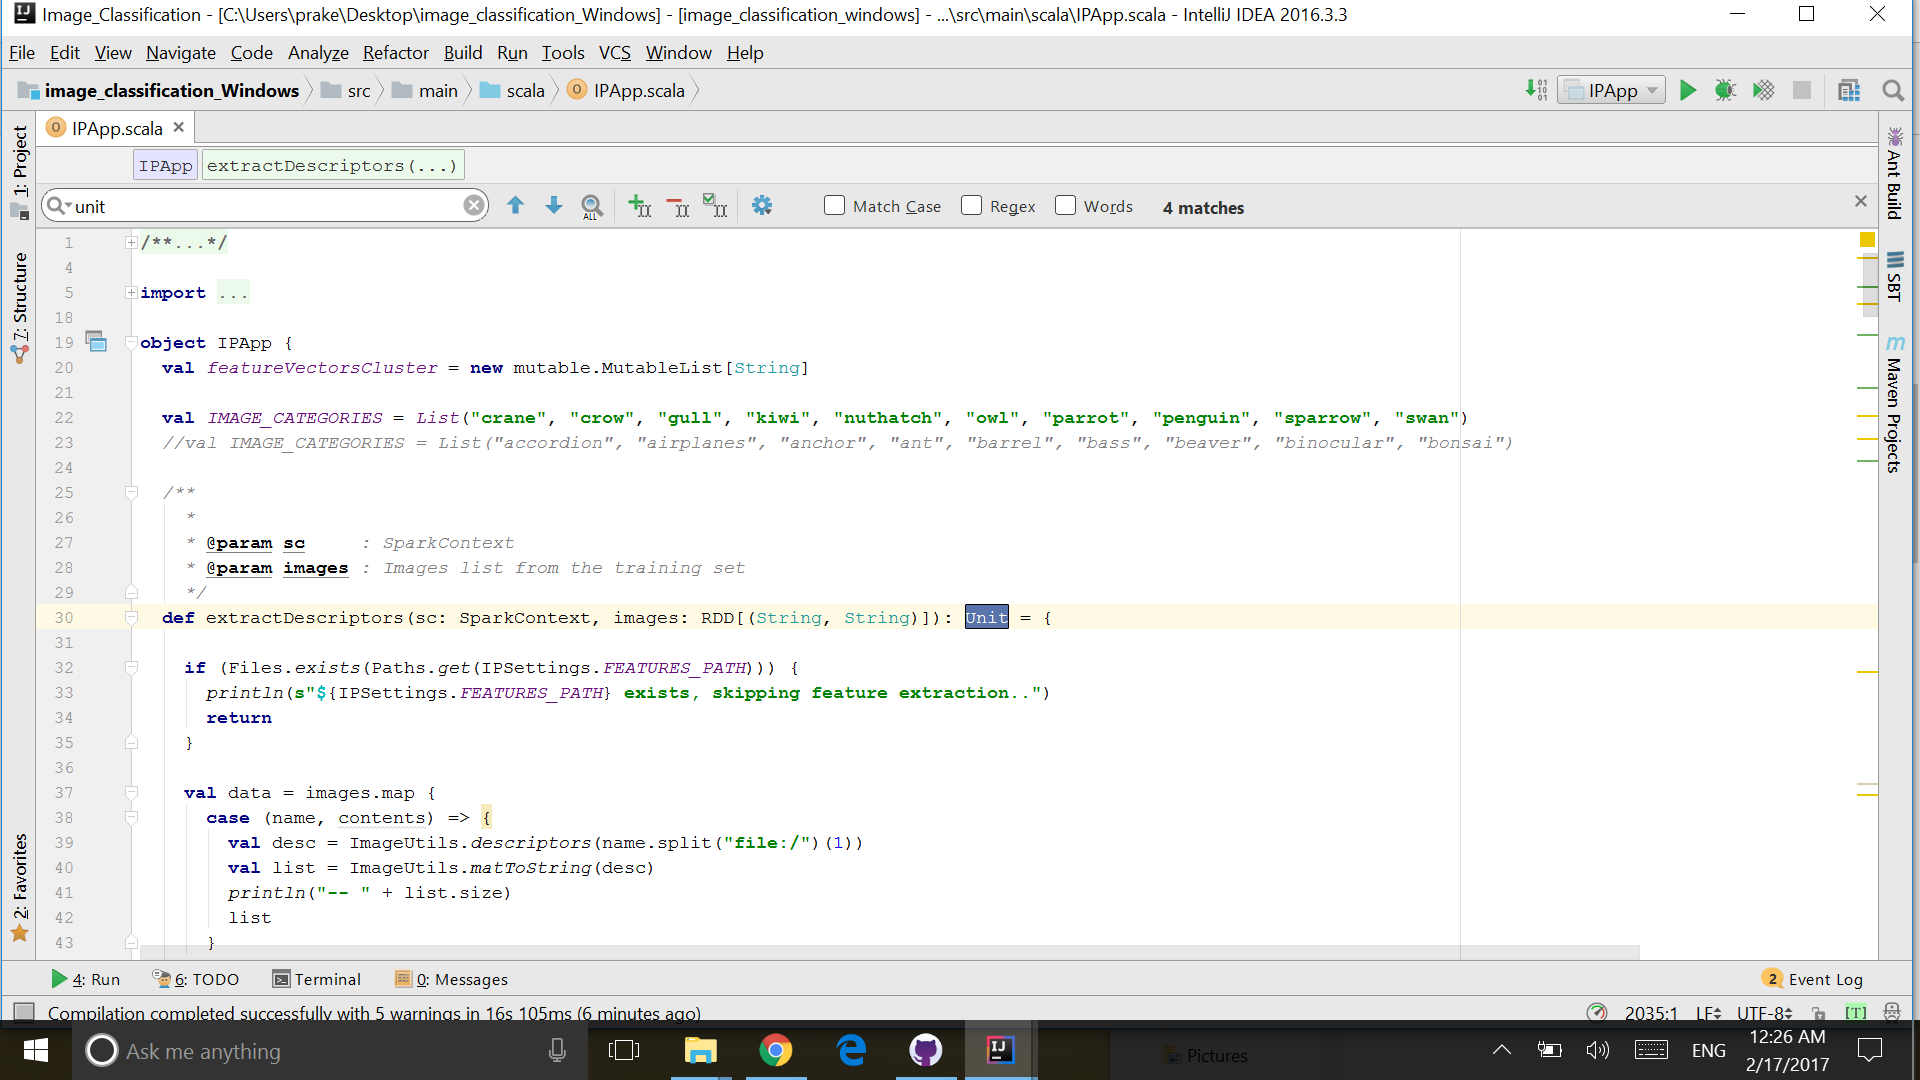 Image_Classification - [C:\Users\prake\Desktop\image_classification_Windows] - [image_classification_windows] - ...\src\main\scala\IPApp.scala - IntelliJ IDEA 2016.3.3
File Edit View Navigate Code Analyze Refactor Build Run Tools VCS Window Help
image_classification_Windows src main scala IPApp.scala IPApp
IPApp.scala
IPApp extractDescriptors(...)
unit ALL Match Case Regex Words 4 matches
1 /**...*/
4
5 import ...
18
19 object IPApp {
20 val featureVectorsCluster = new mutable.MutableList[String]
21
22 val IMAGE_CATEGORIES = List("crane", "crow", "gull", "kiwi", "nuthatch", "owl", "parrot", "penguin", "sparrow", "swan")
23 //val IMAGE_CATEGORIES = List("accordion", "airplanes", "anchor", "ant", "barrel", "bass", "beaver", "binocular", "bonsai")
24
25 /**
26 *
27 * @param sc : SparkContext
28 * @param images : Images list from the training set
29 */
30 def extractDescriptors(sc: SparkContext, images: RDD[(String, String)]): Unit = {
31
32 if (Files.exists(Paths.get(IPSettings.FEATURES_PATH))) {
33 println(s"${IPSettings.FEATURES_PATH} exists, skipping feature extraction..")
34 return
35 }
36
37 val data = images.map {
38 case (name, contents) => {
39 val desc = ImageUtils.descriptors(name.split("file:/")(1))
40 val list = ImageUtils.matToString(desc)
41 println("-- " + list.size)
42 list
43 }
1: Project
7: Structure
2: Favorites
Ant Build
SBT
Maven Projects
4: Run 6: TODO Terminal 0: Messages 2 Event Log
Compilation completed successfully with 5 warnings in 16s 105ms (6 minutes ago) 2035:1 LF UTF-8 [T]
Ask me anything Pictures ENG 12:26 AM
2/17/2017